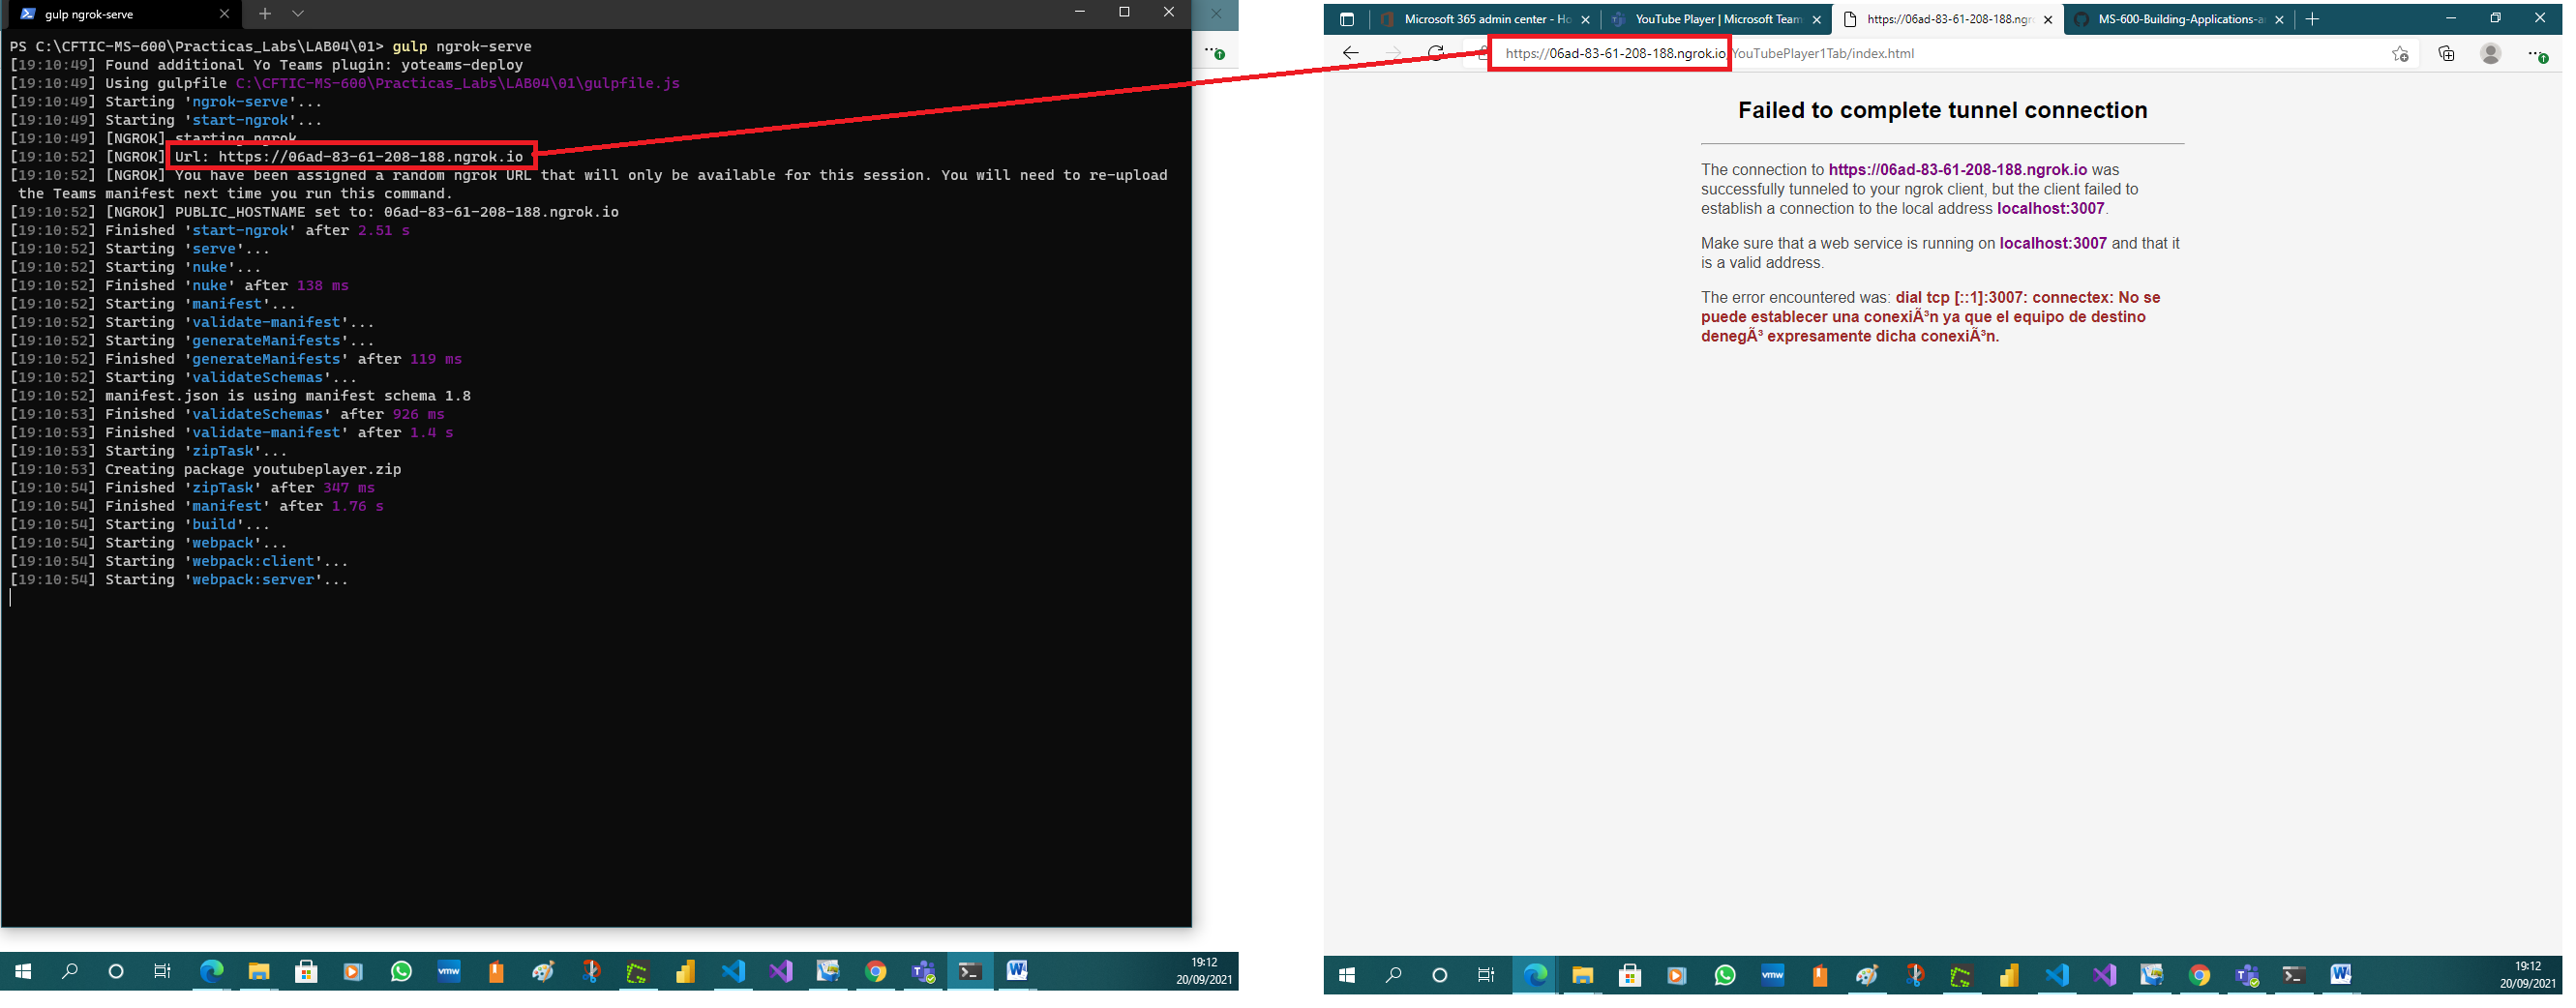 gulp ngrok-serve
PS C:\CFTIC-MS-600\Practicas_Labs\LAB04\01> gulp ngrok-serve
[19:10:49] Found additional Yo Teams plugin: yoteams-deploy
[19:10:49] Using gulpfile C:\CFTIC-MS-600\Practicas_Labs\LAB04\01\gulpfile.js
[19:10:49] Starting 'ngrok-serve'...
[19:10:49] Starting 'start-ngrok'...
[19:10:49] [NGROK] starting ngrok
[19:10:52] [NGROK] Url: https://06ad-83-61-208-188.ngrok.io
[19:10:52] [NGROK] You have been assigned a random ngrok URL that will only be available for this session. You will need to re-upload
the Teams manifest next time you run this command.
[19:10:52] [NGROK] PUBLIC_HOSTNAME set to: 06ad-83-61-208-188.ngrok.io
[19:10:52] Finished 'start-ngrok' after 2.51 s
[19:10:52] Starting 'serve'...
[19:10:52] Starting 'nuke'...
[19:10:52] Finished 'nuke' after 138 ms
[19:10:52] Starting 'manifest'...
[19:10:52] Starting 'validate-manifest'...
[19:10:52] Starting 'generateManifests'...
[19:10:52] Finished 'generateManifests' after 119 ms
[19:10:52] Starting 'validateSchemas'...
[19:10:52] manifest.json is using manifest schema 1.8
[19:10:53] Finished 'validateSchemas' after 926 ms
[19:10:53] Finished 'validate-manifest' after 1.4 s
[19:10:53] Starting 'zipTask'...
[19:10:53] Creating package youtubeplayer.zip
[19:10:54] Finished 'zipTask' after 347 ms
[19:10:54] Finished 'manifest' after 1.76 s
[19:10:54] Starting 'build'...
[19:10:54] Starting 'webpack'...
[19:10:54] Starting 'webpack:client'...
[19:10:54] Starting 'webpack:server'...
vmw
19:12
20/09/2021
Microsoft 365 admin center - Ho
YouTube Player | Microsoft Team
https://06ad-83-61-208-188.ngr
MS-600-Building-Applications-a
https://06ad-83-61-208-188.ngrok.io/YouTubePlayer1Tab/index.html
Failed to complete tunnel connection
The connection to https://06ad-83-61-208-188.ngrok.io was
successfully tunneled to your ngrok client, but the client failed to
establish a connection to the local address localhost:3007.
Make sure that a web service is running on localhost:3007 and that it
is a valid address.
The error encountered was: dial tcp [::1]:3007: connectex: No se
puede establecer una conexiÃ³n ya que el equipo de destino
denegÃ³ expresamente dicha conexiÃ³n.
vmw
19:12
20/09/2021